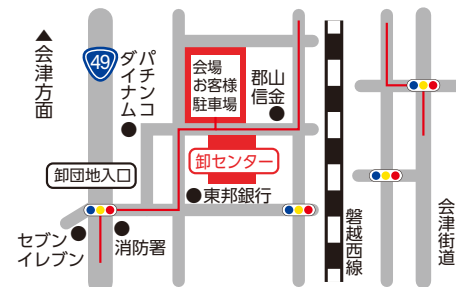 ▲会津方面
49
パチンコ
ダイナム
会場
お客様
駐車場
郡山
信金
卸団地入口
卸センター
東邦銀行
セブン
イレブン
消防署
磐越西線
会津街道